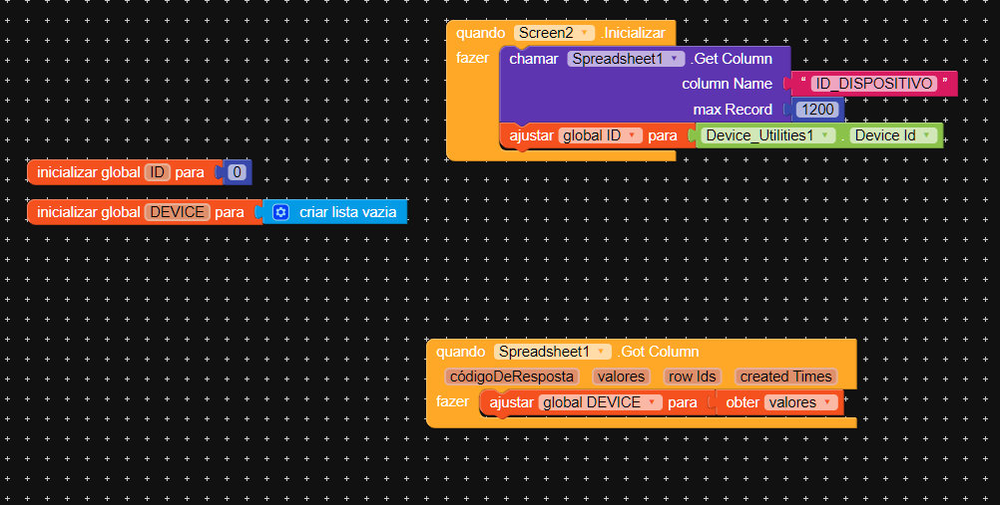 quando Screen2 .Inicializar
fazer chamar Spreadsheet1 .Get Column
column Name “ ID_DISPOSITIVO ”
max Record 1200
ajustar global ID para Device_Utilities1 . Device Id
inicializar global ID para 0
inicializar global DEVICE para criar lista vazia
quando Spreadsheet1 .Got Column
códigoDeResposta valores row Ids created Times
fazer ajustar global DEVICE para obter valores